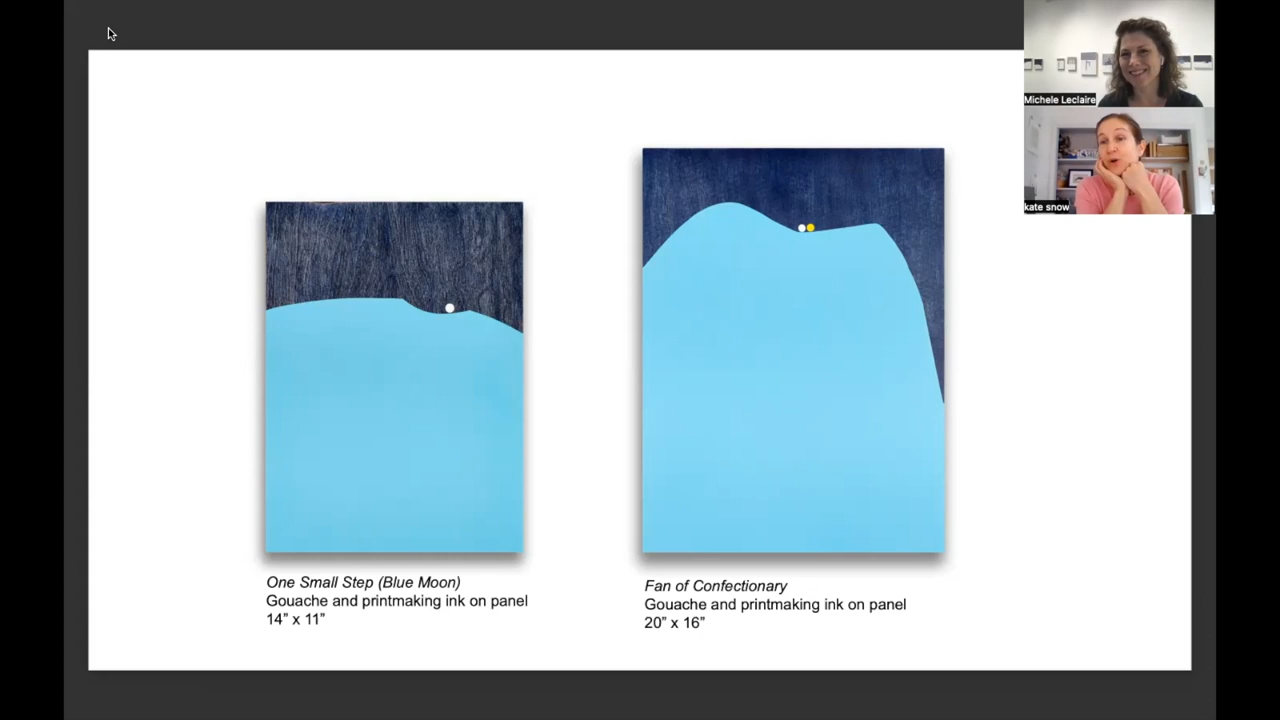 Michele Leclaire
kate snow
One Small Step (Blue Moon)
Gouache and printmaking ink on panel
14” x 11”
Fan of Confectionary
Gouache and printmaking ink on panel
20” x 16”